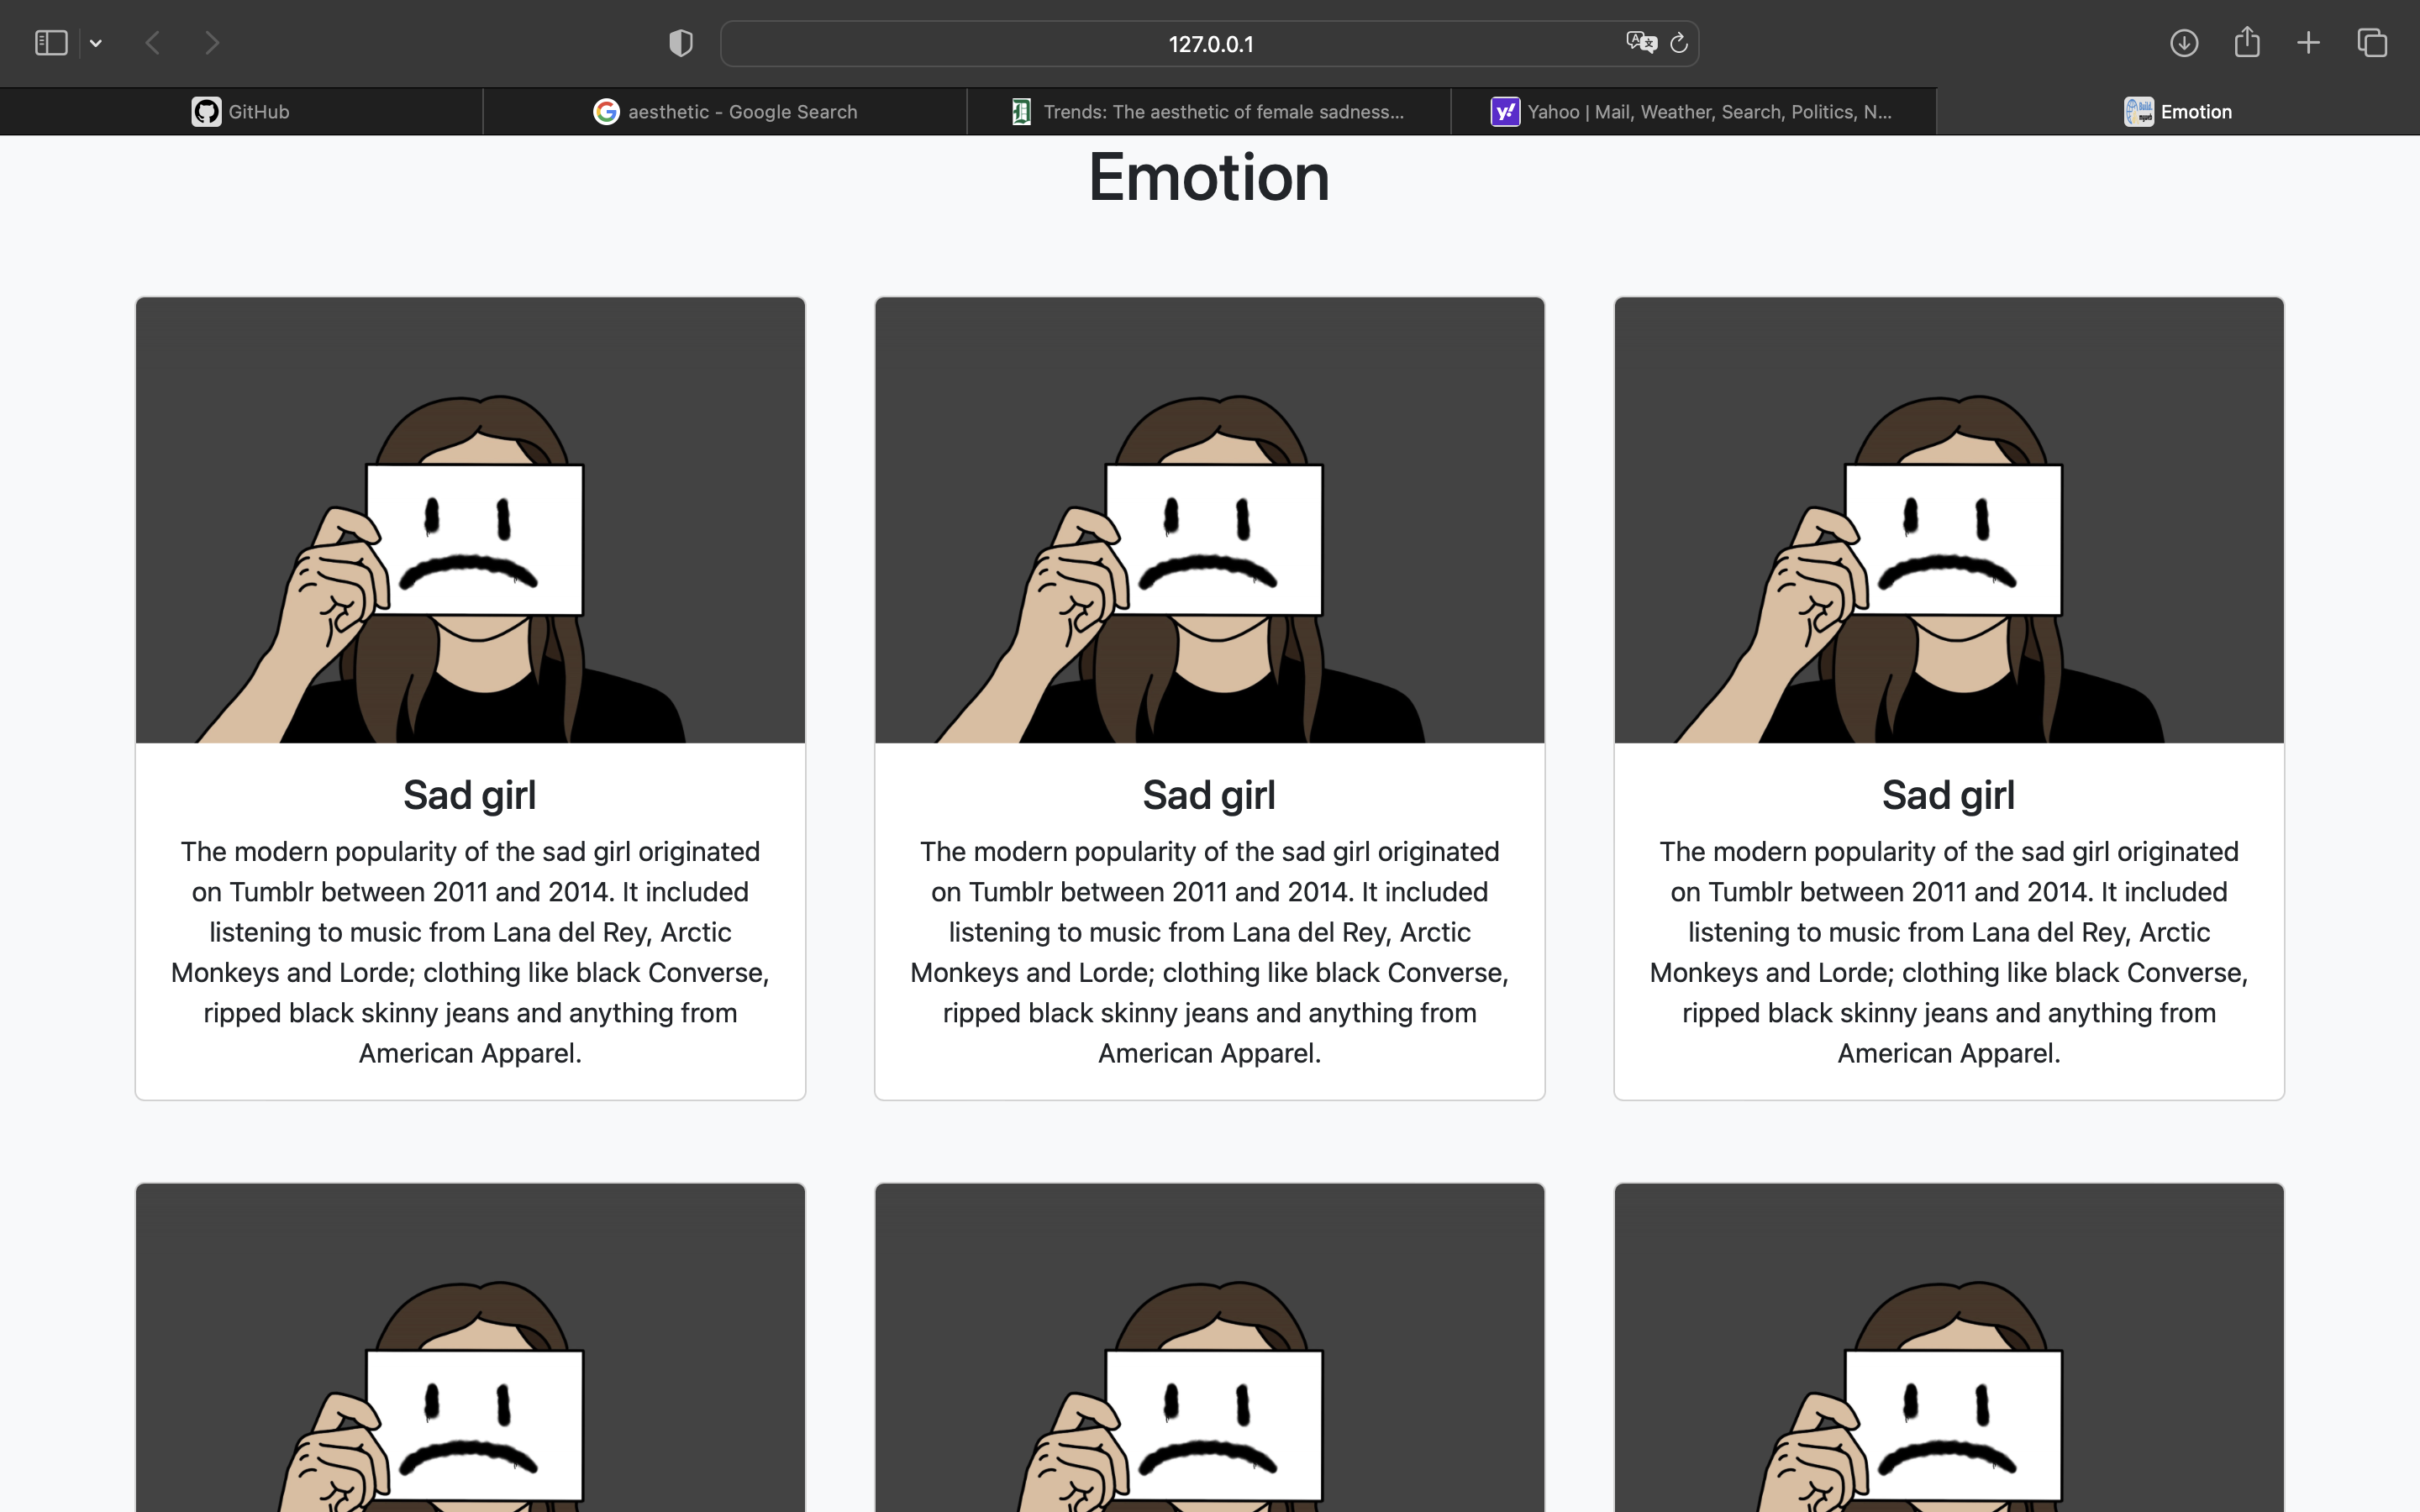 127.0.0.1
GitHub
aesthetic - Google Search
Trends: The aesthetic of female sadness...
Yahoo | Mail, Weather, Search, Politics, N...
Emotion
Emotion
Sad girl
The modern popularity of the sad girl originated
on Tumblr between 2011 and 2014. It included
listening to music from Lana del Rey, Arctic
Monkeys and Lorde; clothing like black Converse,
ripped black skinny jeans and anything from
American Apparel.
Sad girl
The modern popularity of the sad girl originated
on Tumblr between 2011 and 2014. It included
listening to music from Lana del Rey, Arctic
Monkeys and Lorde; clothing like black Converse,
ripped black skinny jeans and anything from
American Apparel.
Sad girl
The modern popularity of the sad girl originated
on Tumblr between 2011 and 2014. It included
listening to music from Lana del Rey, Arctic
Monkeys and Lorde; clothing like black Converse,
ripped black skinny jeans and anything from
American Apparel.